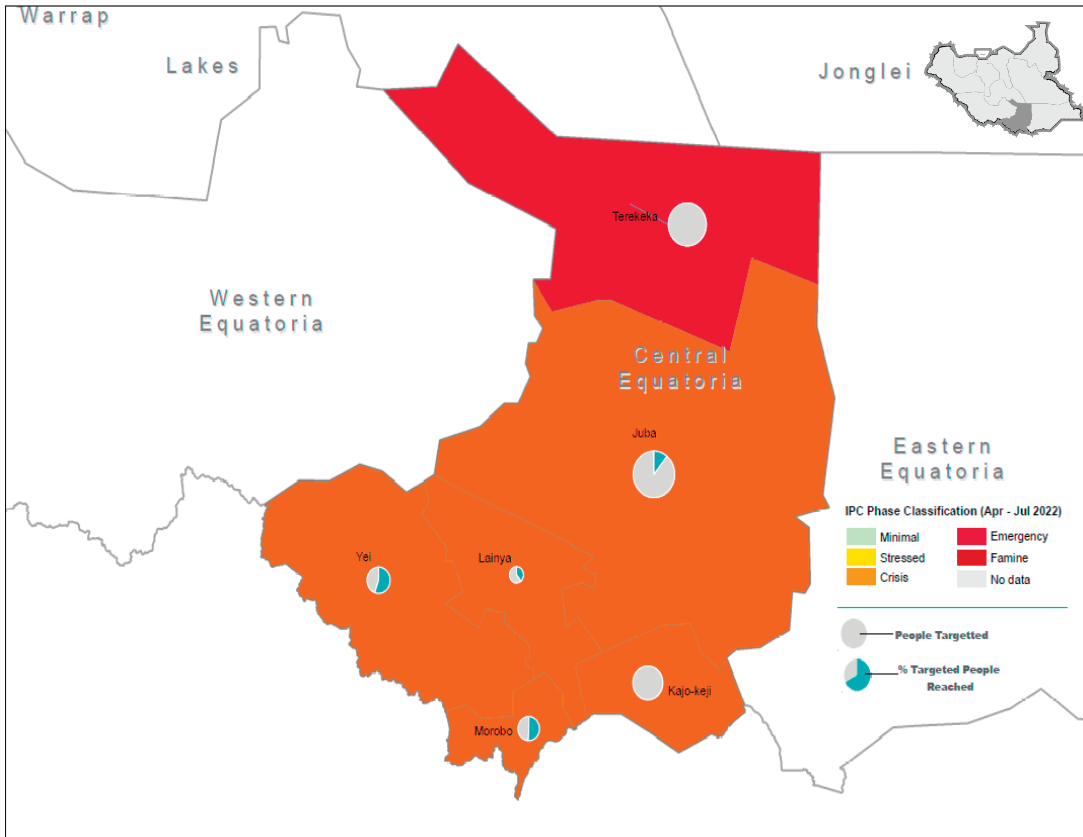 Warrap
Lakes
Jonglei
Terekeka
Western
Equatoria
Central
Equatoria
Juba
Eastern
Equatoria
IPC Phase Classification (Apr - Jul 2022)
Minimal
Emergency
Stressed
Famine
Crisis
No data
Yei
Lainya
People Targetted
% Targeted People
Reached
Kajo-keji
Morobo